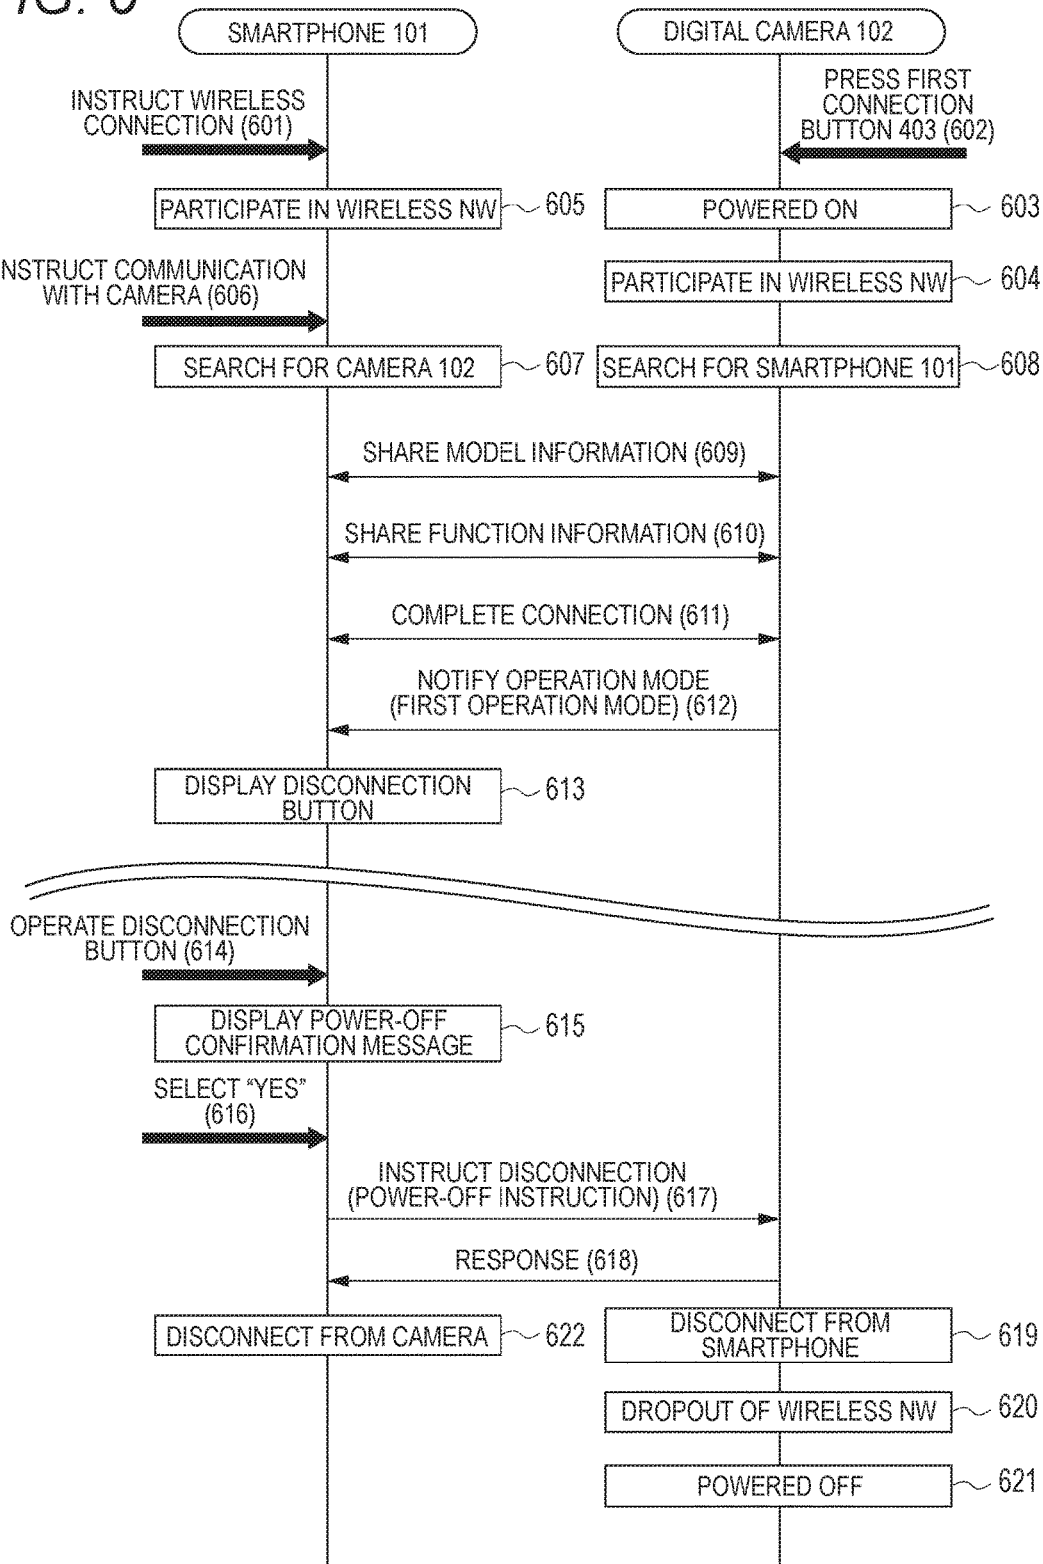 SMARTPHONE 101
DIGITAL CAMERA 102
INSTRUCT WIRELESS
CONNECTION (601)
PRESS FIRST
CONNECTION
BUTTON 403 (602)
PARTICIPATE IN WIRELESS NW
605
POWERED ON
603
NSTRUCT COMMUNICATION
WITH CAMERA (606)
PARTICIPATE IN WIRELESS NW
604
SEARCH FOR CAMERA 102
607
SEARCH FOR SMARTPHONE 101
608
SHARE MODEL INFORMATION (609)
SHARE FUNCTION INFORMATION (610)
COMPLETE CONNECTION (611)
NOTIFY OPERATION MODE
(FIRST OPERATION MODE) (612)
DISPLAY DISCONNECTION
BUTTON
613
OPERATE DISCONNECTION
BUTTON (614)
DISPLAY POWER-OFF
CONFIRMATION MESSAGE
615
SELECT “YES”
(616)
INSTRUCT DISCONNECTION
(POWER-OFF INSTRUCTION) (617)
RESPONSE (618)
DISCONNECT FROM CAMERA
622
DISCONNECT FROM
SMARTPHONE
619
DROPOUT OF WIRELESS NW
620
POWERED OFF
621